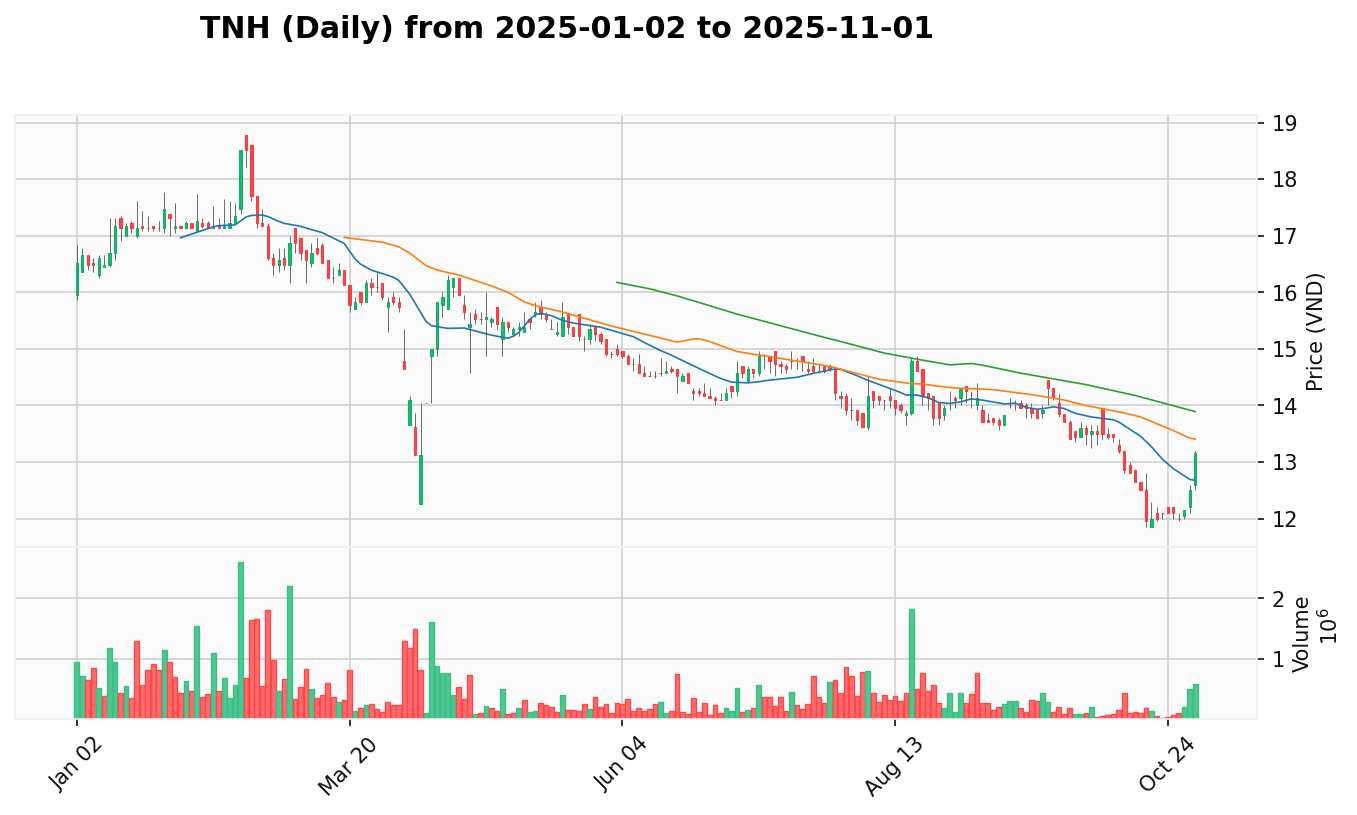 TNH (Daily) from 2025-01-02 to 2025-11-01
19
18
17
16
15
14
13
12
Price (VND)
2
1
Volume
10⁶
Jan 02
Mar 20
Jun 04
Aug 13
Oct 24